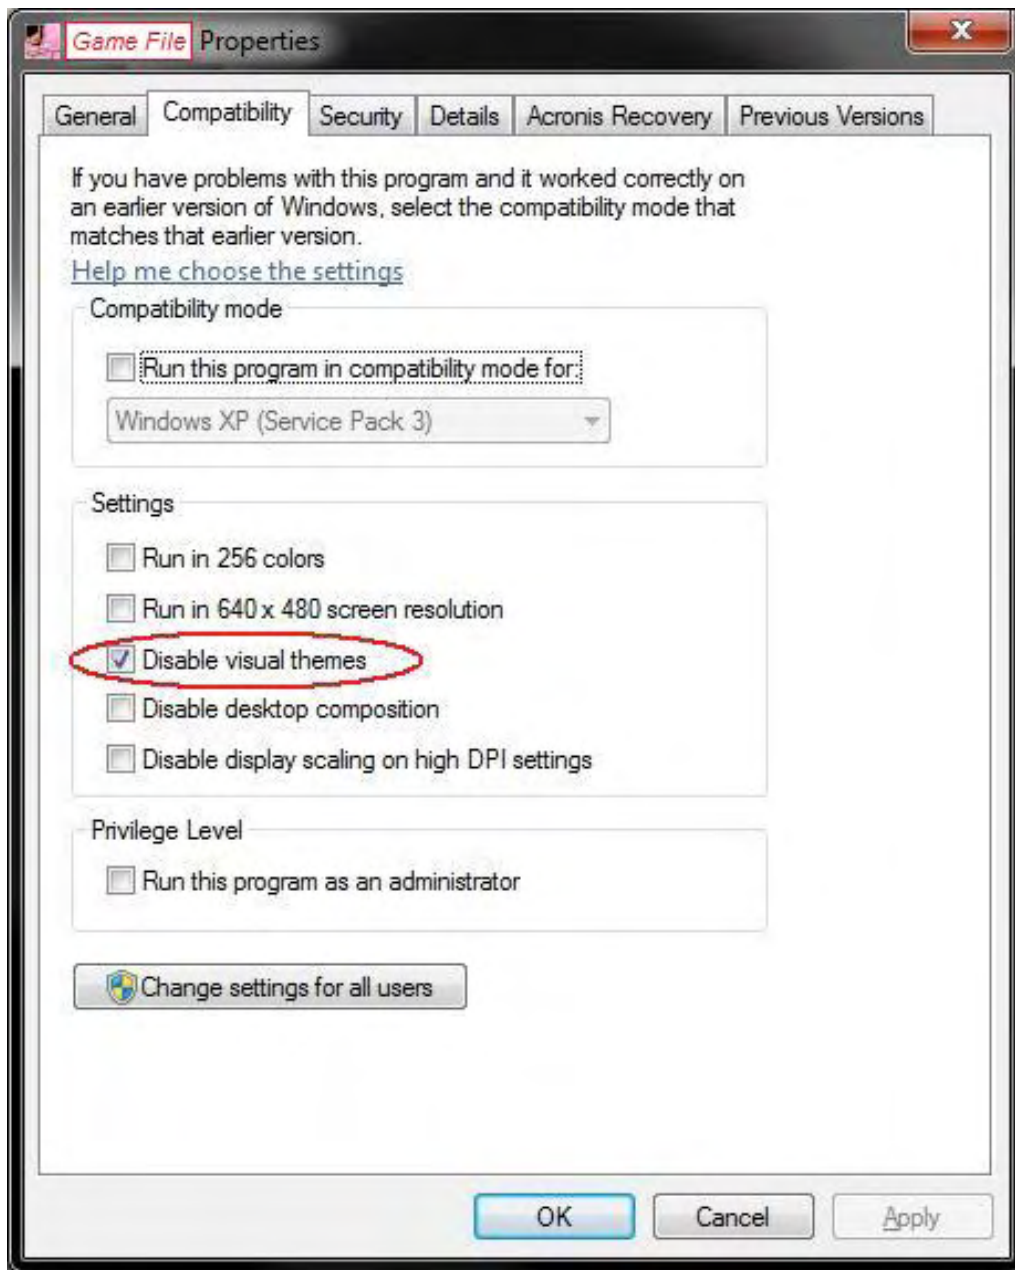 Game File Properties
General Compatibility Security Details Acronis Recovery Previous Versions
If you have problems with this program and it worked correctly on
an earlier version of Windows, select the compatibility mode that
matches that earlier version.
Help me choose the settings
Compatibility mode
Run this program in compatibility mode for:
Windows XP (Service Pack 3)
Settings
Run in 256 colors
Run in 640 x 480 screen resolution
Disable visual themes
Disable desktop composition
Disable display scaling on high DPI settings
Privilege Level
Run this program as an administrator
Change settings for all users
OK Cancel Apply